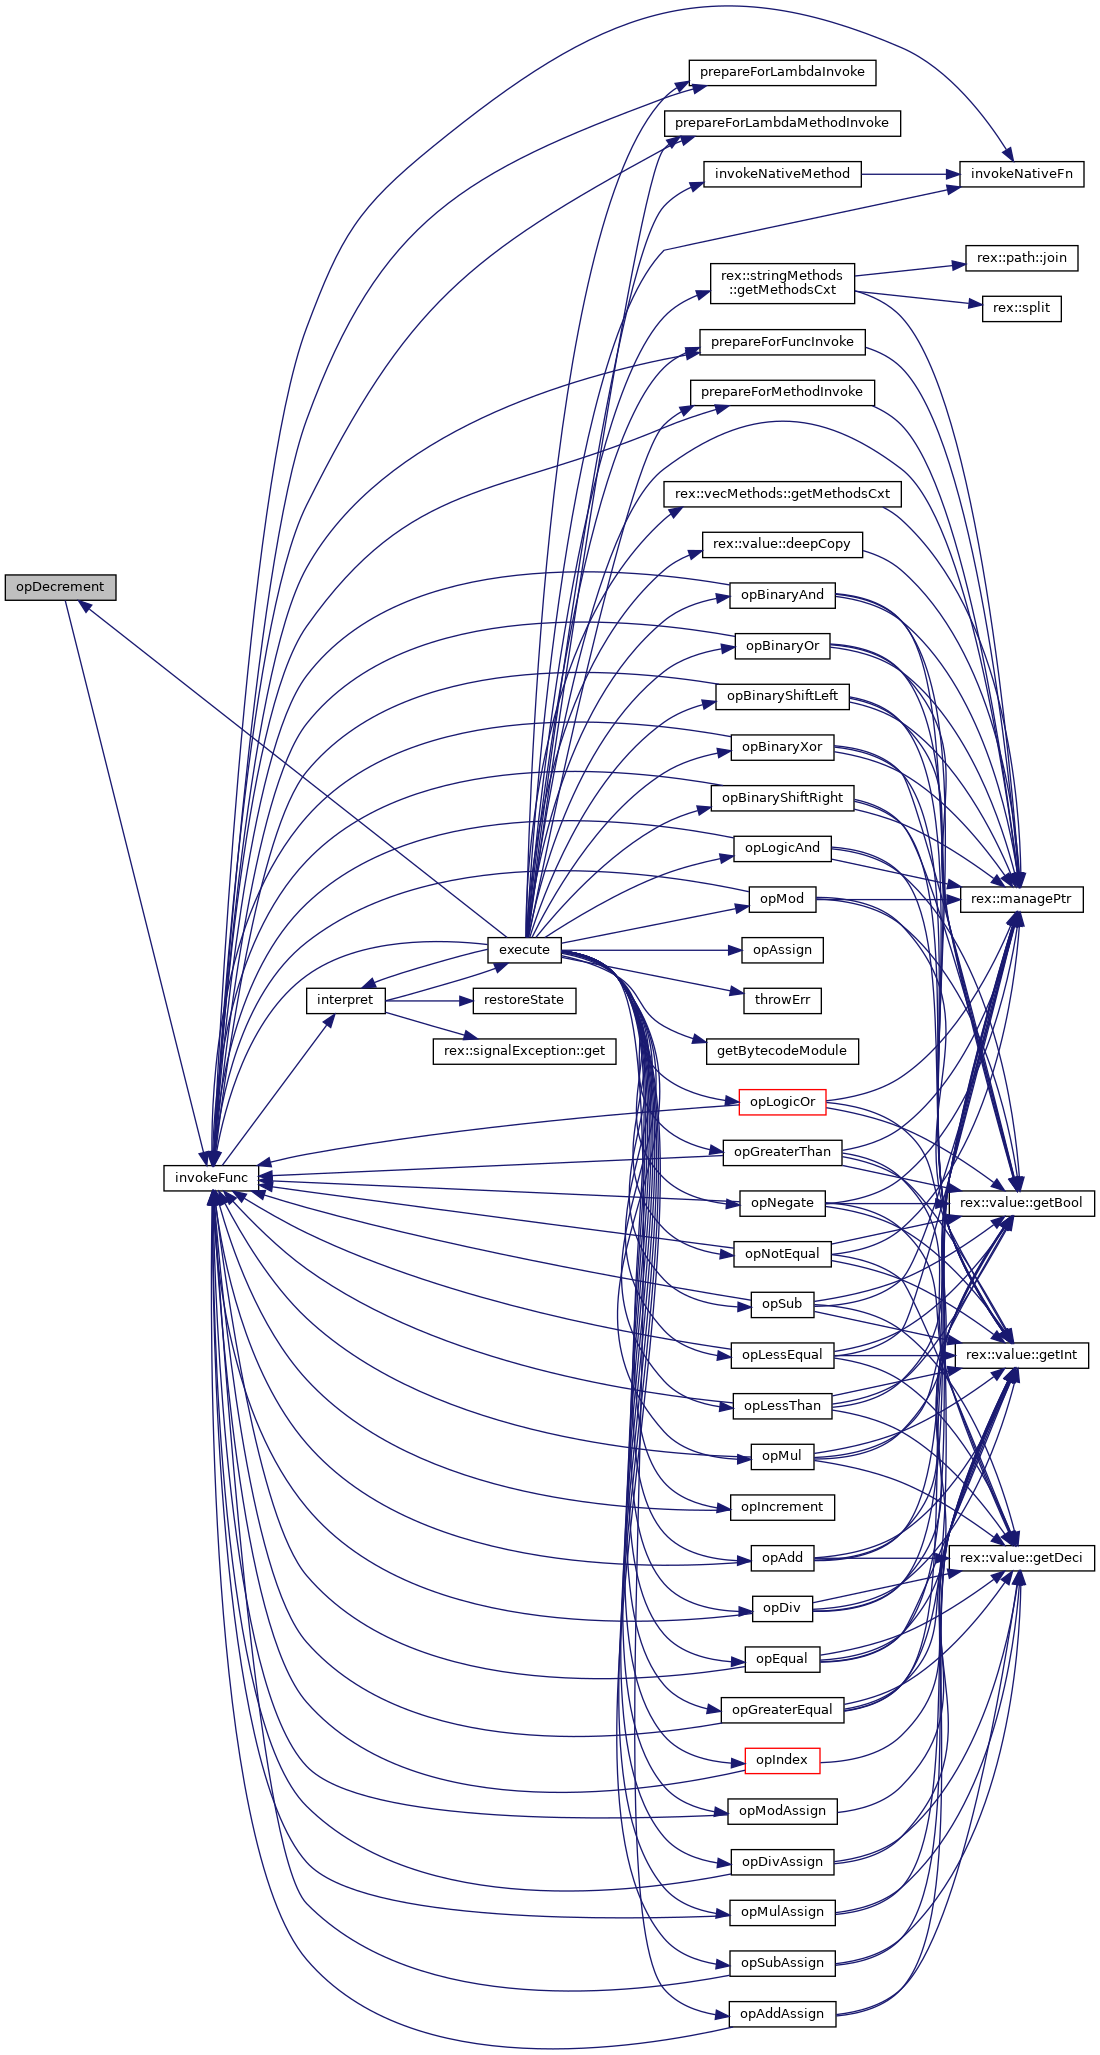 prepareForLambdaInvoke
prepareForLambdaMethodInvoke
invokeNativeMethod
invokeNativeFn
rex::path::join
rex::stringMethods
::getMethodsCxt
rex::split
prepareForFuncInvoke
prepareForMethodInvoke
rex::vecMethods::getMethodsCxt
rex::value::deepCopy
opDecrement
opBinaryAnd
opBinaryOr
opBinaryShiftLeft
opBinaryXor
opBinaryShiftRight
opLogicAnd
opMod
rex::managePtr
execute
opAssign
interpret
restoreState
throwErr
rex::signalException::get
getBytecodeModule
opLogicOr
opGreaterThan
invokeFunc
opNegate
rex::value::getBool
opNotEqual
opSub
opLessEqual
rex::value::getInt
opLessThan
opMul
opIncrement
opAdd
rex::value::getDeci
opDiv
opEqual
opGreaterEqual
opIndex
opModAssign
opDivAssign
opMulAssign
opSubAssign
opAddAssign